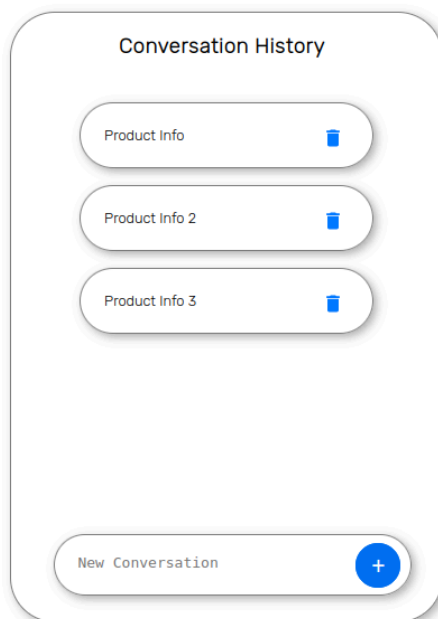 Conversation History
Product Info
Product Info 2
Product Info 3
New Conversation
+